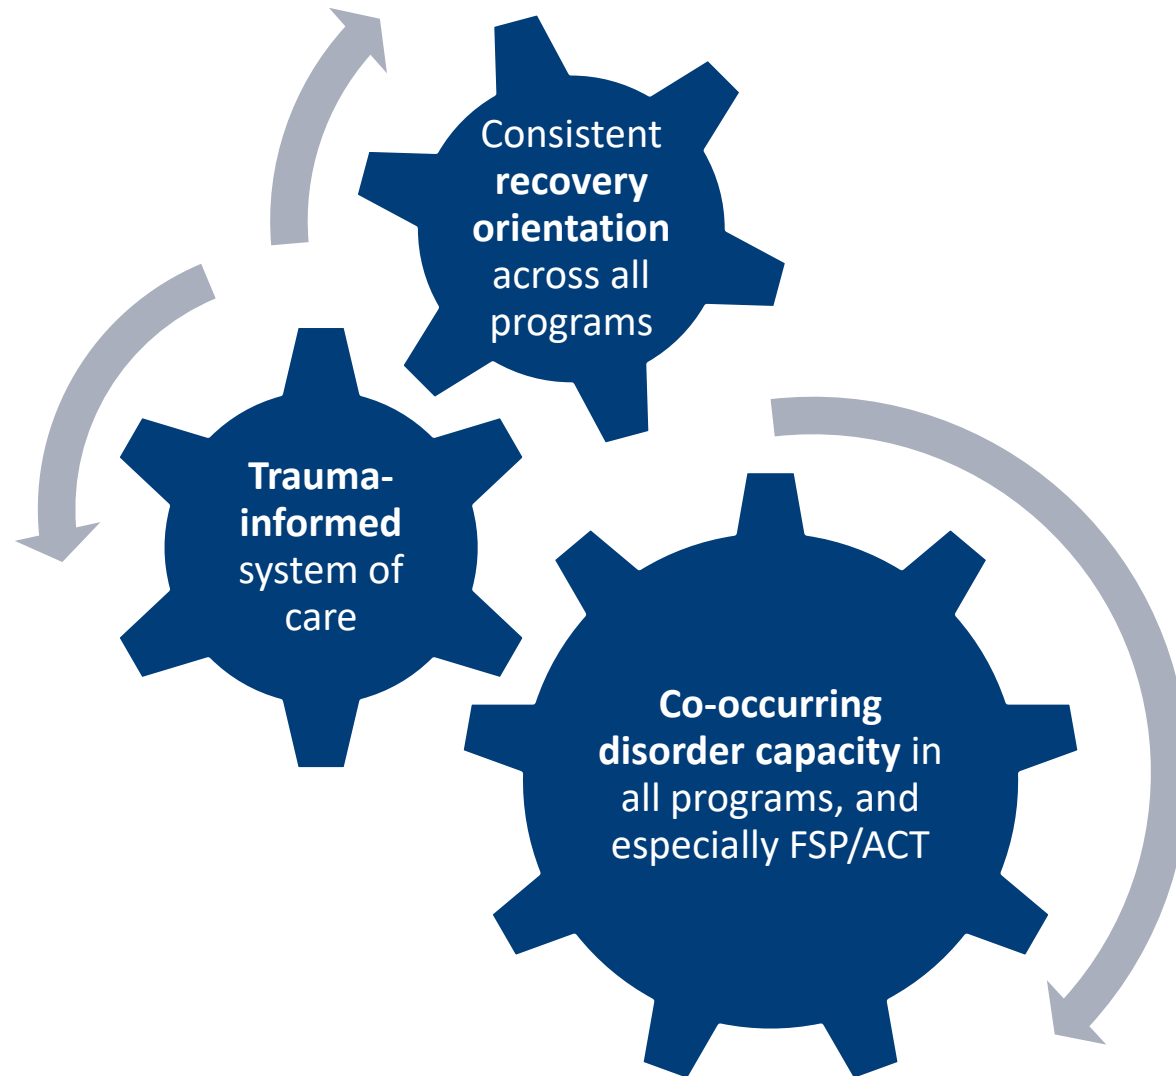 Consistent
recovery
orientation
across all
programs
Trauma-
informed
system of
care
Co-occurring
disorder capacity in
all programs, and
especially FSP/ACT